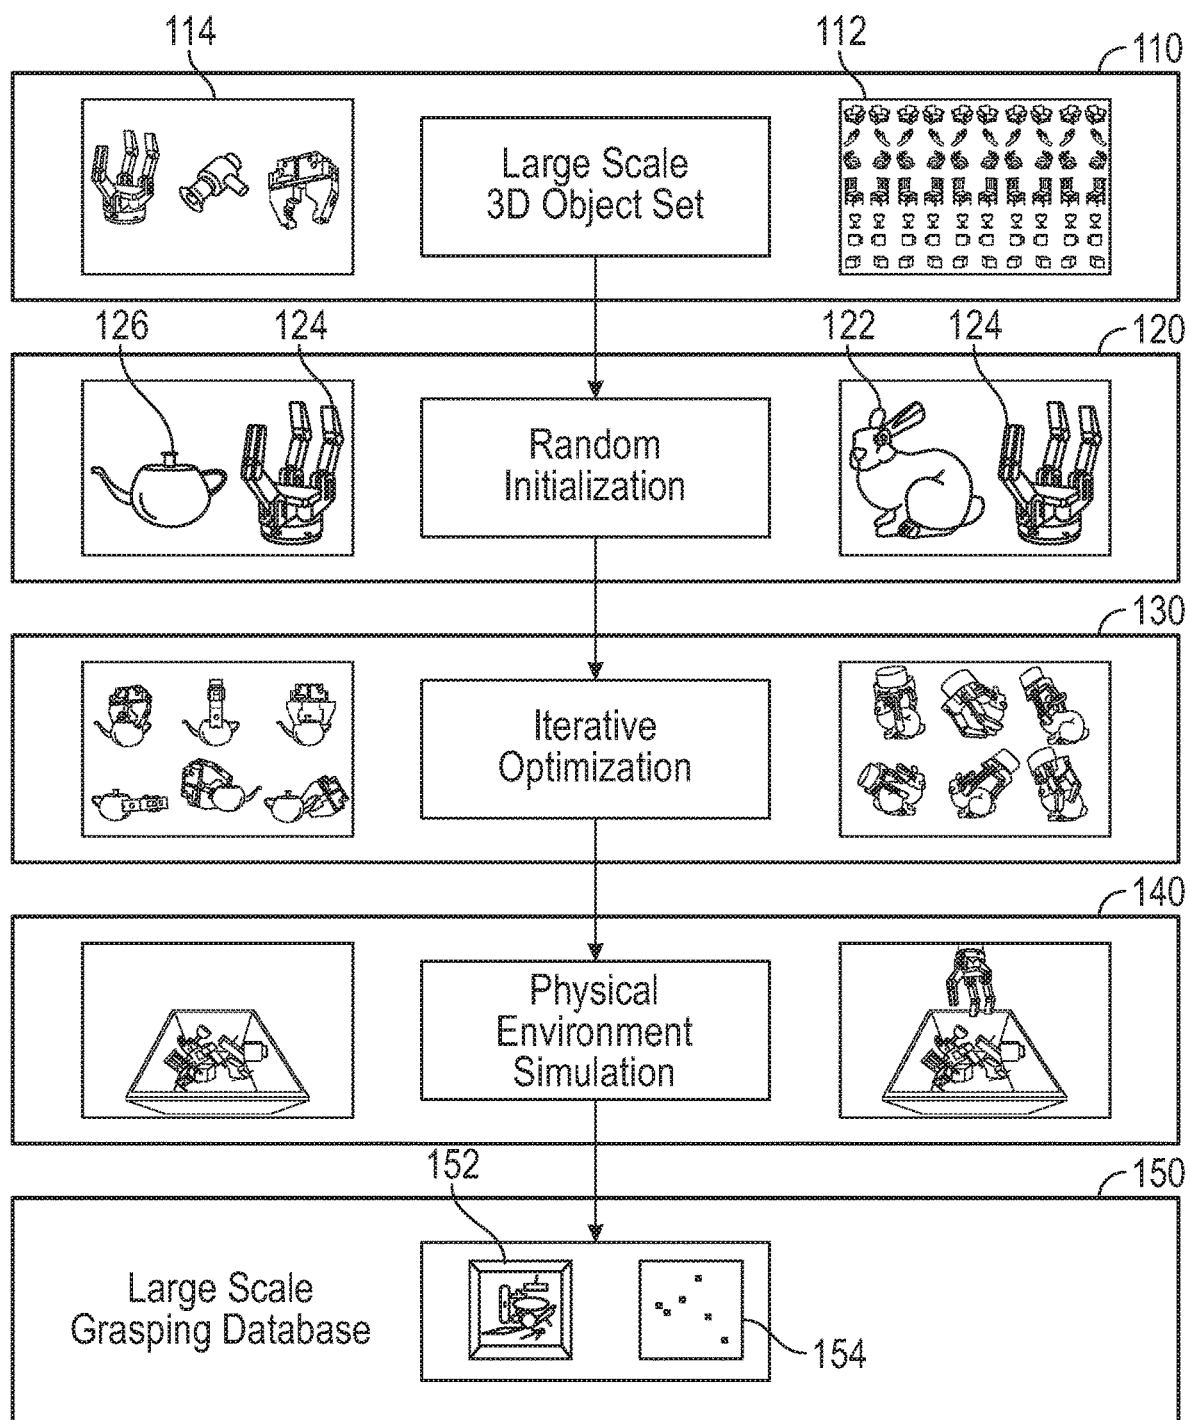 114
112
110
Large Scale
3D Object Set
126
124
122
124
120
Random
Initialization
130
Iterative
Optimization
140
Physical
Environment
Simulation
152
150
Large Scale
Grasping Database
154